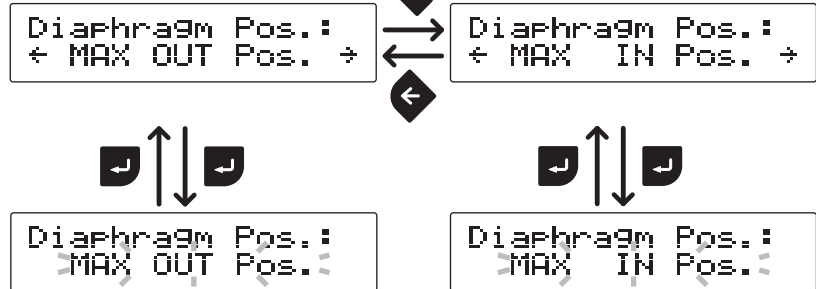 Diaphragm Pos.:
← MAX OUT Pos. →
Diaphragm Pos.:
← MAX IN Pos. →
Diaphragm Pos.:
MAX OUT Pos.
Diaphragm Pos.:
MAX IN Pos.